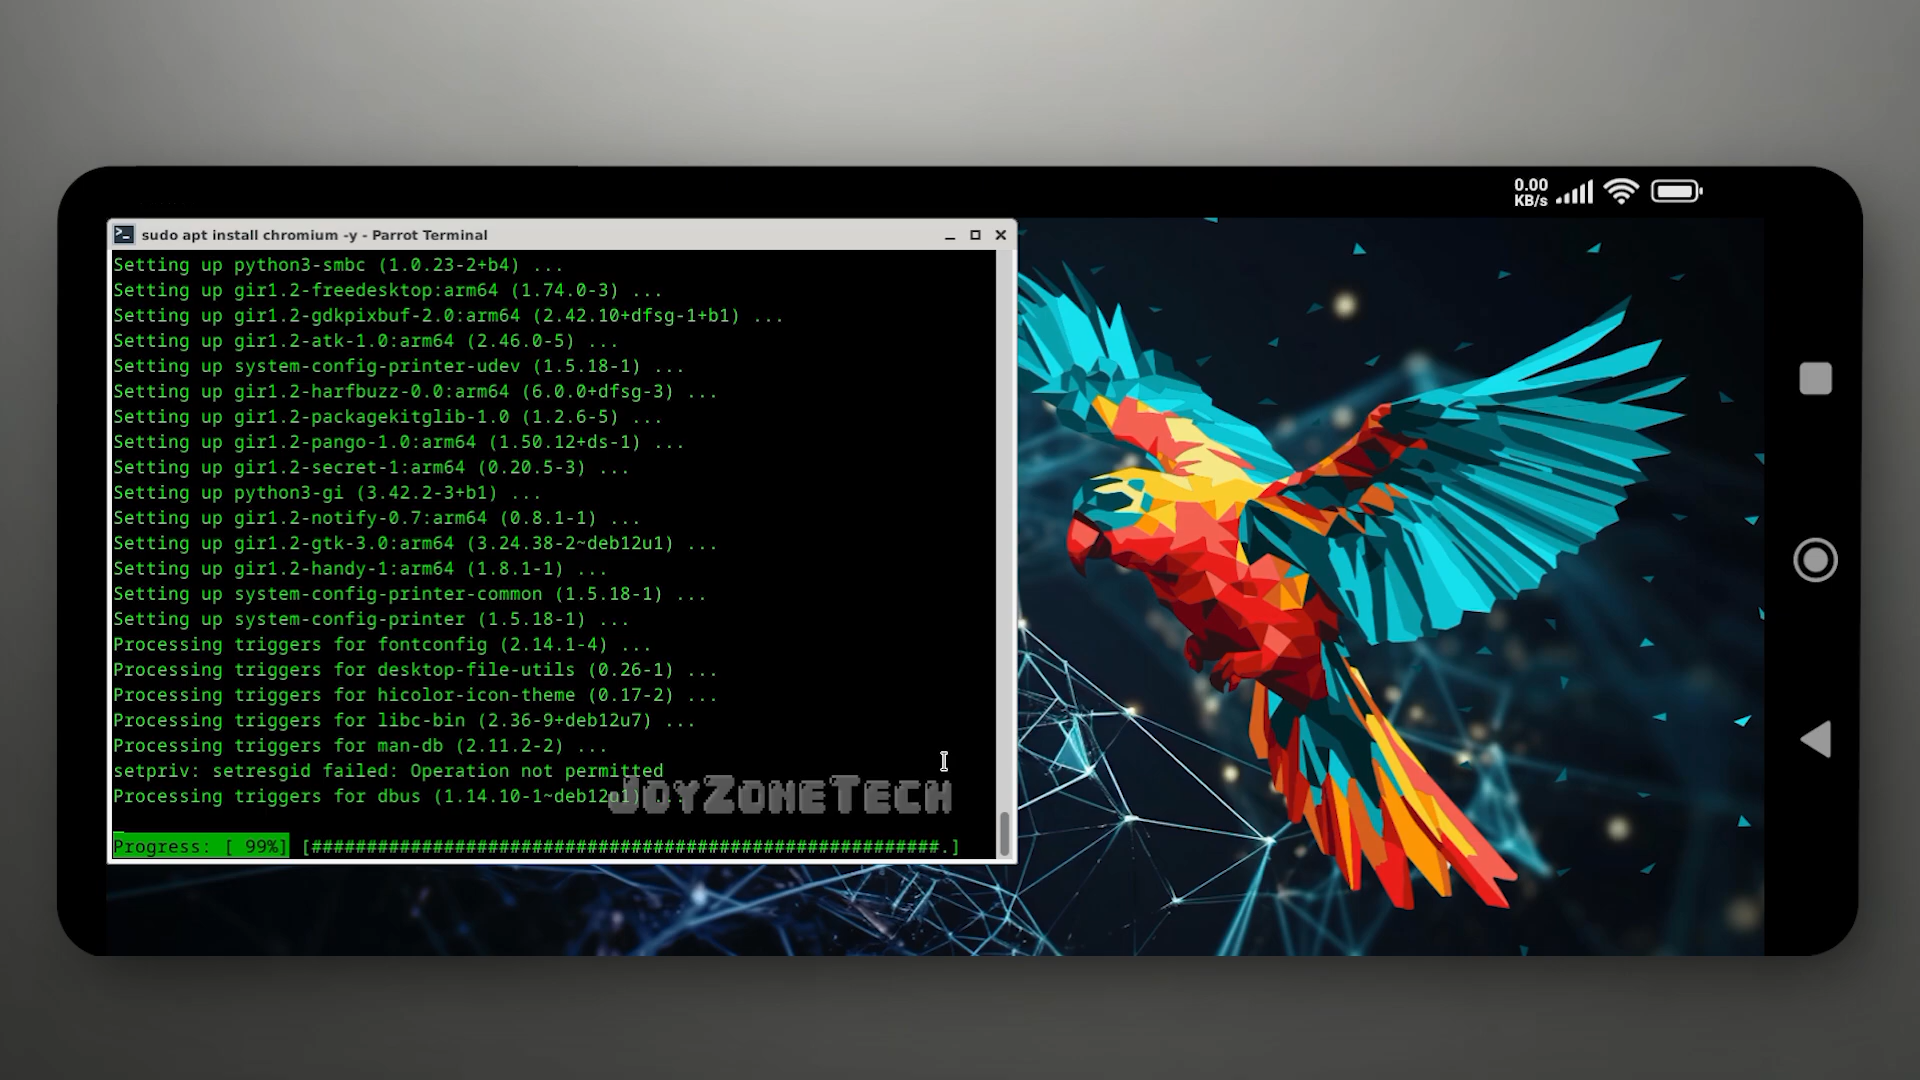 0.00
KB/s
sudo apt install chromium -y - Parrot Terminal
Setting up python3-smbc (1.0.23-2+b4) ...
Setting up gir1.2-freedesktop:arm64 (1.74.0-3) ...
Setting up gir1.2-gdkpixbuf-2.0:arm64 (2.42.10+dfsg-1+b1) ...
Setting up gir1.2-atk-1.0:arm64 (2.46.0-5) ...
Setting up system-config-printer-udev (1.5.18-1) ...
Setting up gir1.2-harfbuzz-0.0:arm64 (6.0.0+dfsg-3) ...
Setting up gir1.2-packagekitglib-1.0 (1.2.6-5) ...
Setting up gir1.2-pango-1.0:arm64 (1.50.12+ds-1) ...
Setting up gir1.2-secret-1:arm64 (0.20.5-3) ...
Setting up python3-gi (3.42.2-3+b1) ...
Setting up gir1.2-notify-0.7:arm64 (0.8.1-1) ...
Setting up gir1.2-gtk-3.0:arm64 (3.24.38-2~deb12u1) ...
Setting up gir1.2-handy-1:arm64 (1.8.1-1) ...
Setting up system-config-printer-common (1.5.18-1) ...
Setting up system-config-printer (1.5.18-1) ...
Processing triggers for fontconfig (2.14.1-4) ...
Processing triggers for desktop-file-utils (0.26-1) ...
Processing triggers for hicolor-icon-theme (0.17-2) ...
Processing triggers for libc-bin (2.36-9+deb12u7) ...
Processing triggers for man-db (2.11.2-2) ...
setpriv: setresgid failed: Operation not permitted
Processing triggers for dbus (1.14.10-1~deb12u1) ...
JoyZoneTech
Progress: [ 99%] [#########################################################.]